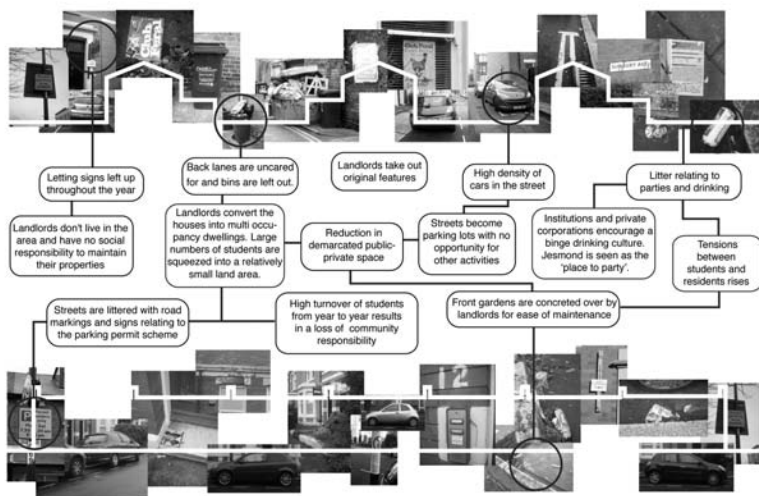 Club
Pural
Club Pural
Letting signs left up
throughout the year
Back lanes are uncared
for and bins are left out.
Landlords take out
original features
High density of
cars in the street
Litter relating to
parties and drinking
Landlords don't live in the
area and have no social
responsibility to maintain
their properties
Landlords convert the
houses into multi occu-
pancy dwellings. Large
numbers of students are
squeezed into a relatively
small land area.
Reduction in
demarcated public-
private space
Streets become
parking lots with no
opportunity for
other activities
Institutions and private
corporations encourage a
binge drinking culture.
Jesmond is seen as the
'place to party'.
Tensions
between
students and
residents rises
Streets are littered with road
markings and signs relating to
the parking permit scheme
High turnover of students
from year to year results
in a loss of community
responsibility
Front gardens are concreted over by
landlords for ease of maintenance
P
12